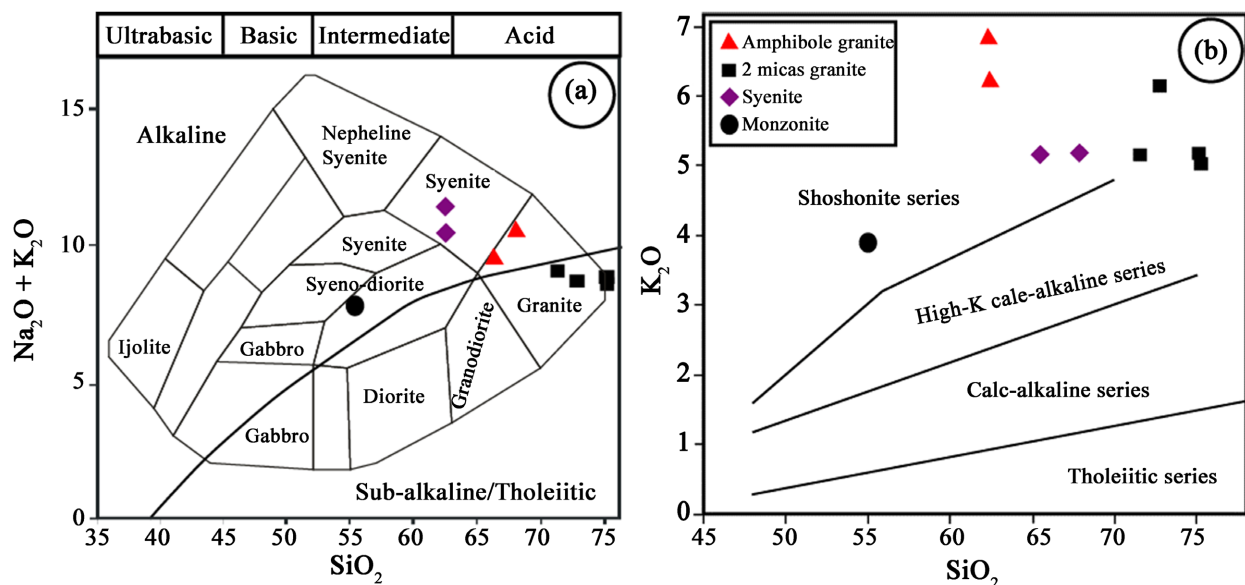 Ultrabasic
Basic
Intermediate
Acid
(a)
Alkaline
Nepheline
Syenite
Syenite
Syenite
Syeno-diorite
Ijolite
Gabbro
Granite
Granodiorite
Diorite
Gabbro
Sub-alkaline/Tholeiitic
Na₂O + K₂O
15
10
5
0
35
40
45
50
55
60
65
70
75
SiO₂
(b)
Amphibole granite
2 micas granite
Syenite
Monzonite
Shoshonite series
High-K cale-alkaline series
Calc-alkaline series
Tholeiitic series
K₂O
7
6
5
4
3
2
1
0
45
50
55
60
65
70
75
SiO₂